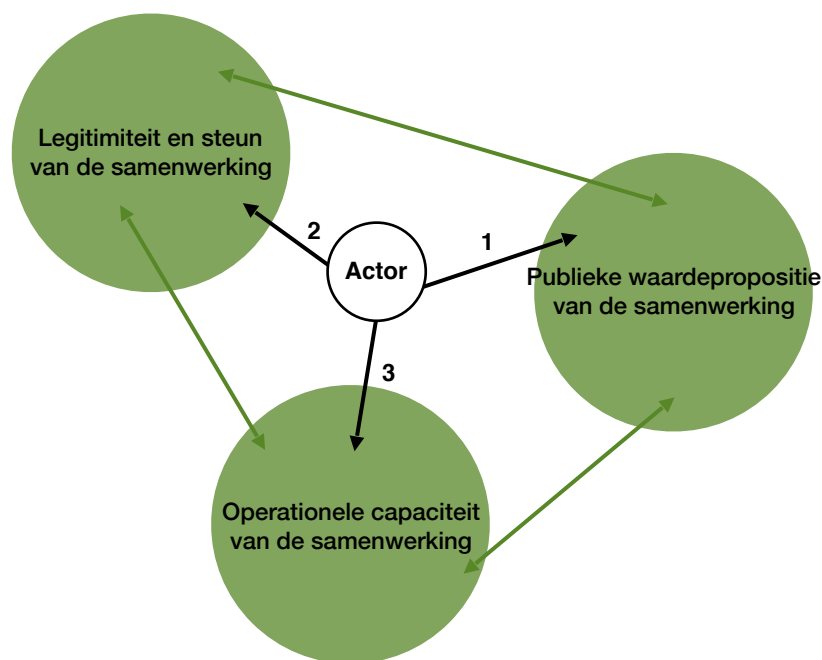 Legitimiteit en steun
van de samenwerking
2
1
Actor
Publieke waardepropositie
van de samenwerking
3
Operationele capaciteit
van de samenwerking